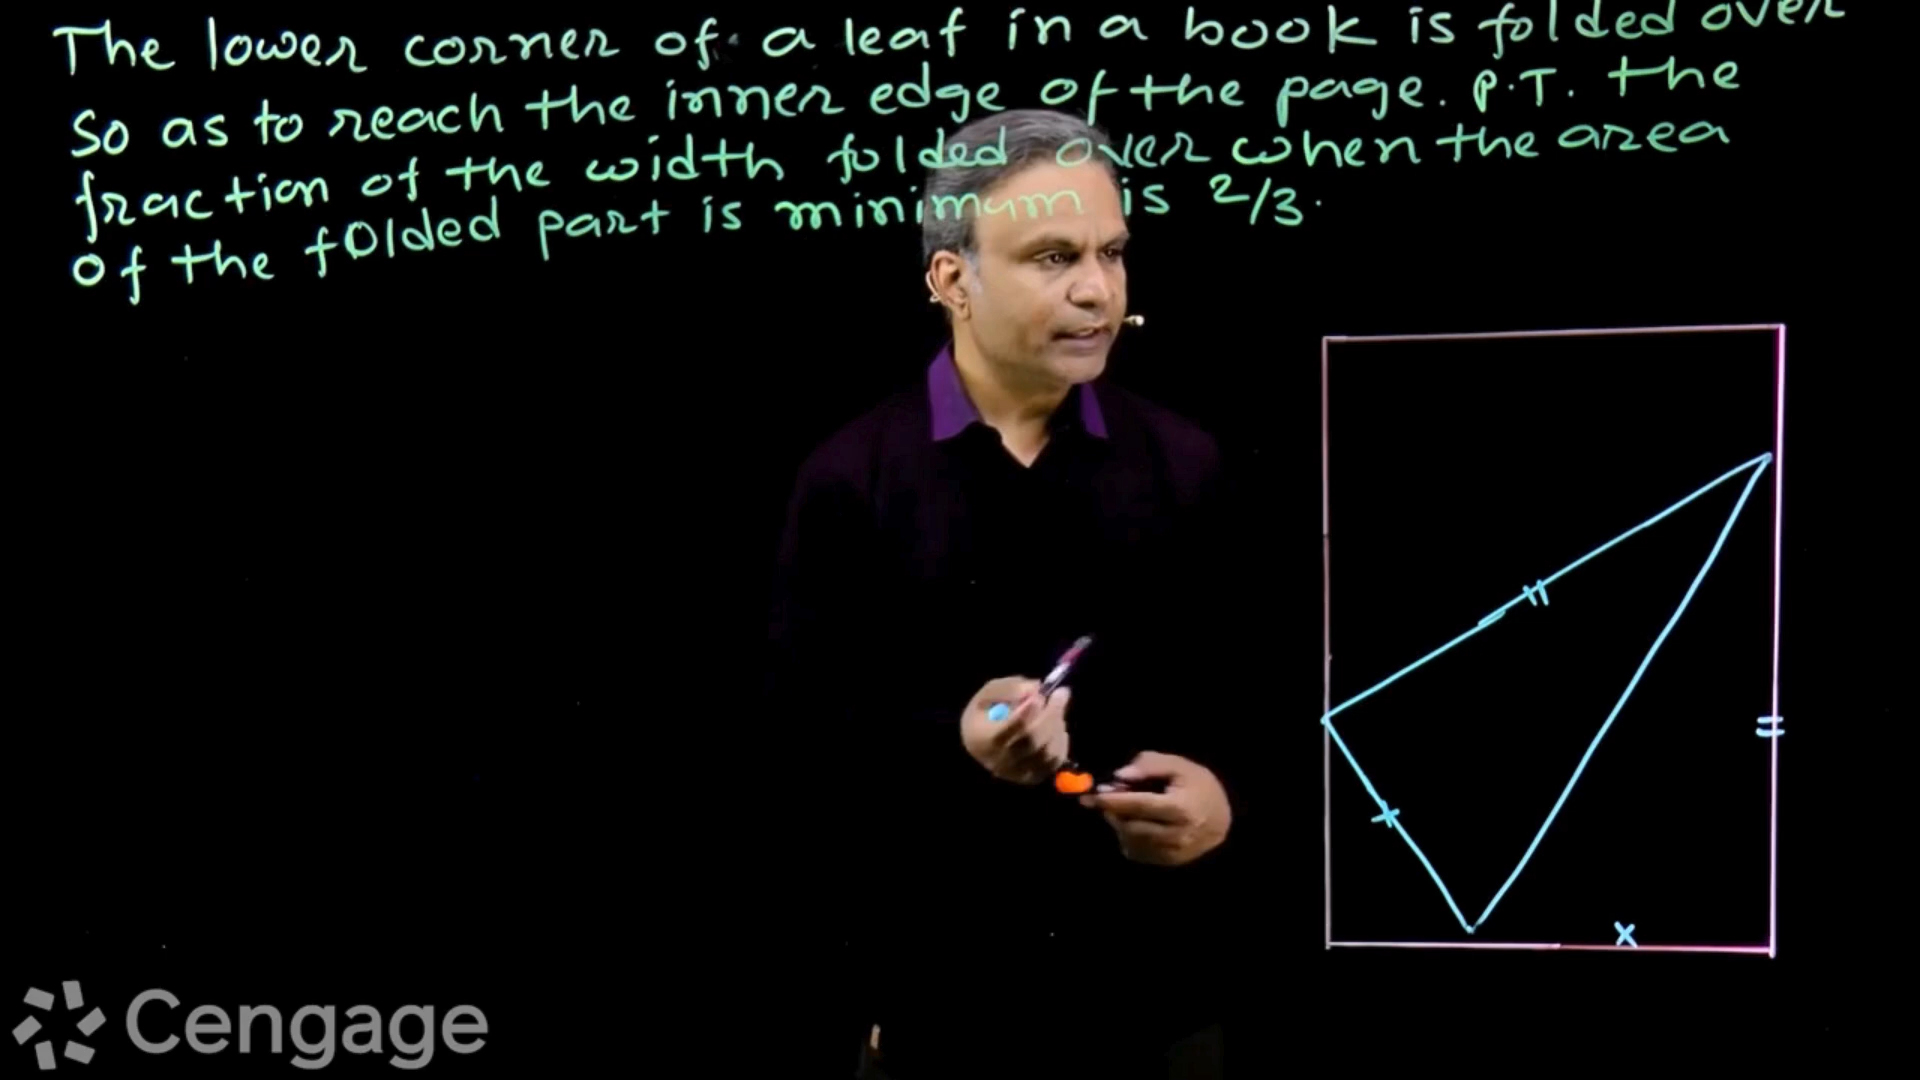 The lower corner of a leaf in a book is folded over
So as to reach the inner edge of the page. P.T. the
fraction of the width folded over when the area
of the folded part is minimum is 2/3.
x
Cengage